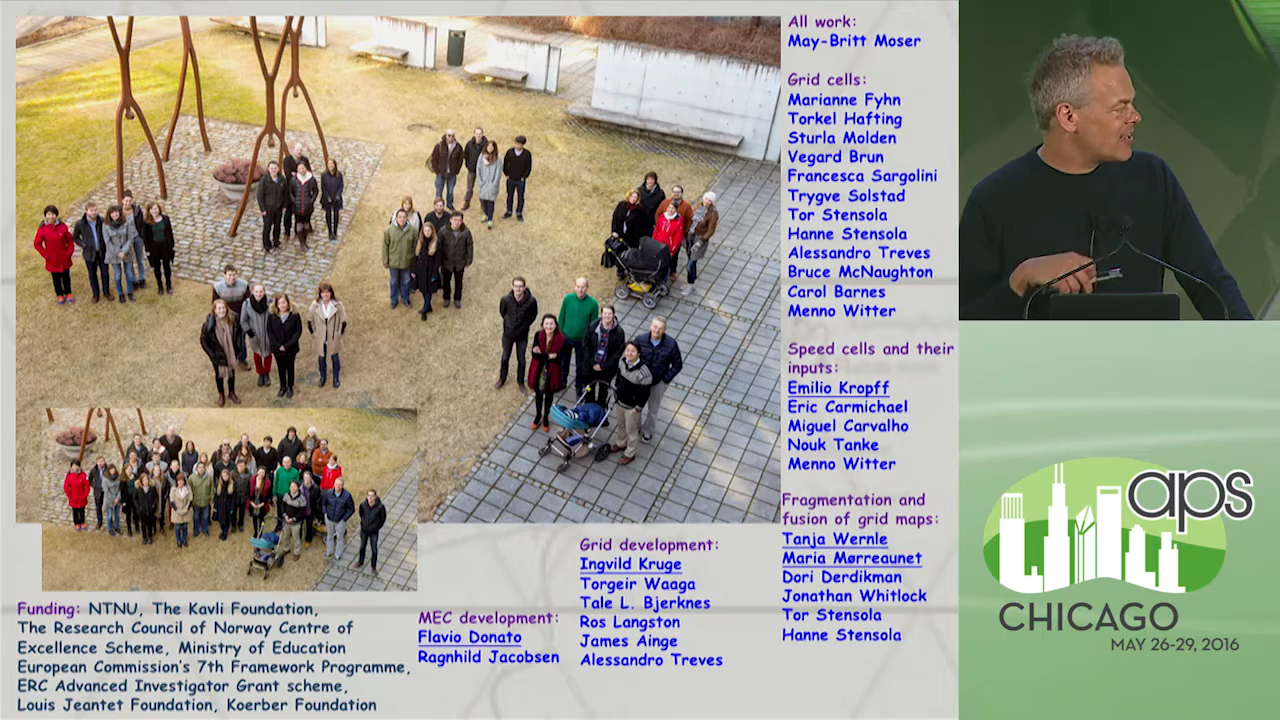 All work:
May-Britt Moser
Grid cells:
Marianne Fyhn
Torkel Hafting
Sturla Molden
Vegard Brun
Francesca Sargolini
Trygve Solstad
Tor Stensola
Hanne Stensola
Alessandro Treves
Bruce McNaughton
Carol Barnes
Menno Witter
Speed cells and their
inputs:
Emilio Kropff
Eric Carmichael
Miguel Carvalho
Nouk Tanke
Menno Witter
Fragmentation and
fusion of grid maps:
Tanja Wernle
Maria Mørreaunet
Dori Derdikman
Jonathan Whitlock
Tor Stensola
Hanne Stensola
Grid development:
Ingvild Kruge
Torgeir Waaga
Tale L. Bjerknes
Ros Langston
James Ainge
Alessandro Treves
MEC development:
Flavio Donato
Ragnhild Jacobsen
Funding: NTNU, The Kavli Foundation,
The Research Council of Norway Centre of
Excellence Scheme, Ministry of Education
European Commission's 7th Framework Programme,
ERC Advanced Investigator Grant scheme,
Louis Jeantet Foundation, Koerber Foundation
aps
CHICAGO
MAY 26-29, 2016